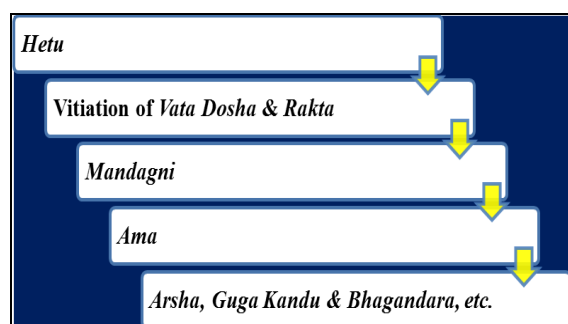 Hetu
Vitiation of Vata Dosha & Rakta
Mandagni
Ama
Arsha, Guga Kandu & Bhagandara, etc.